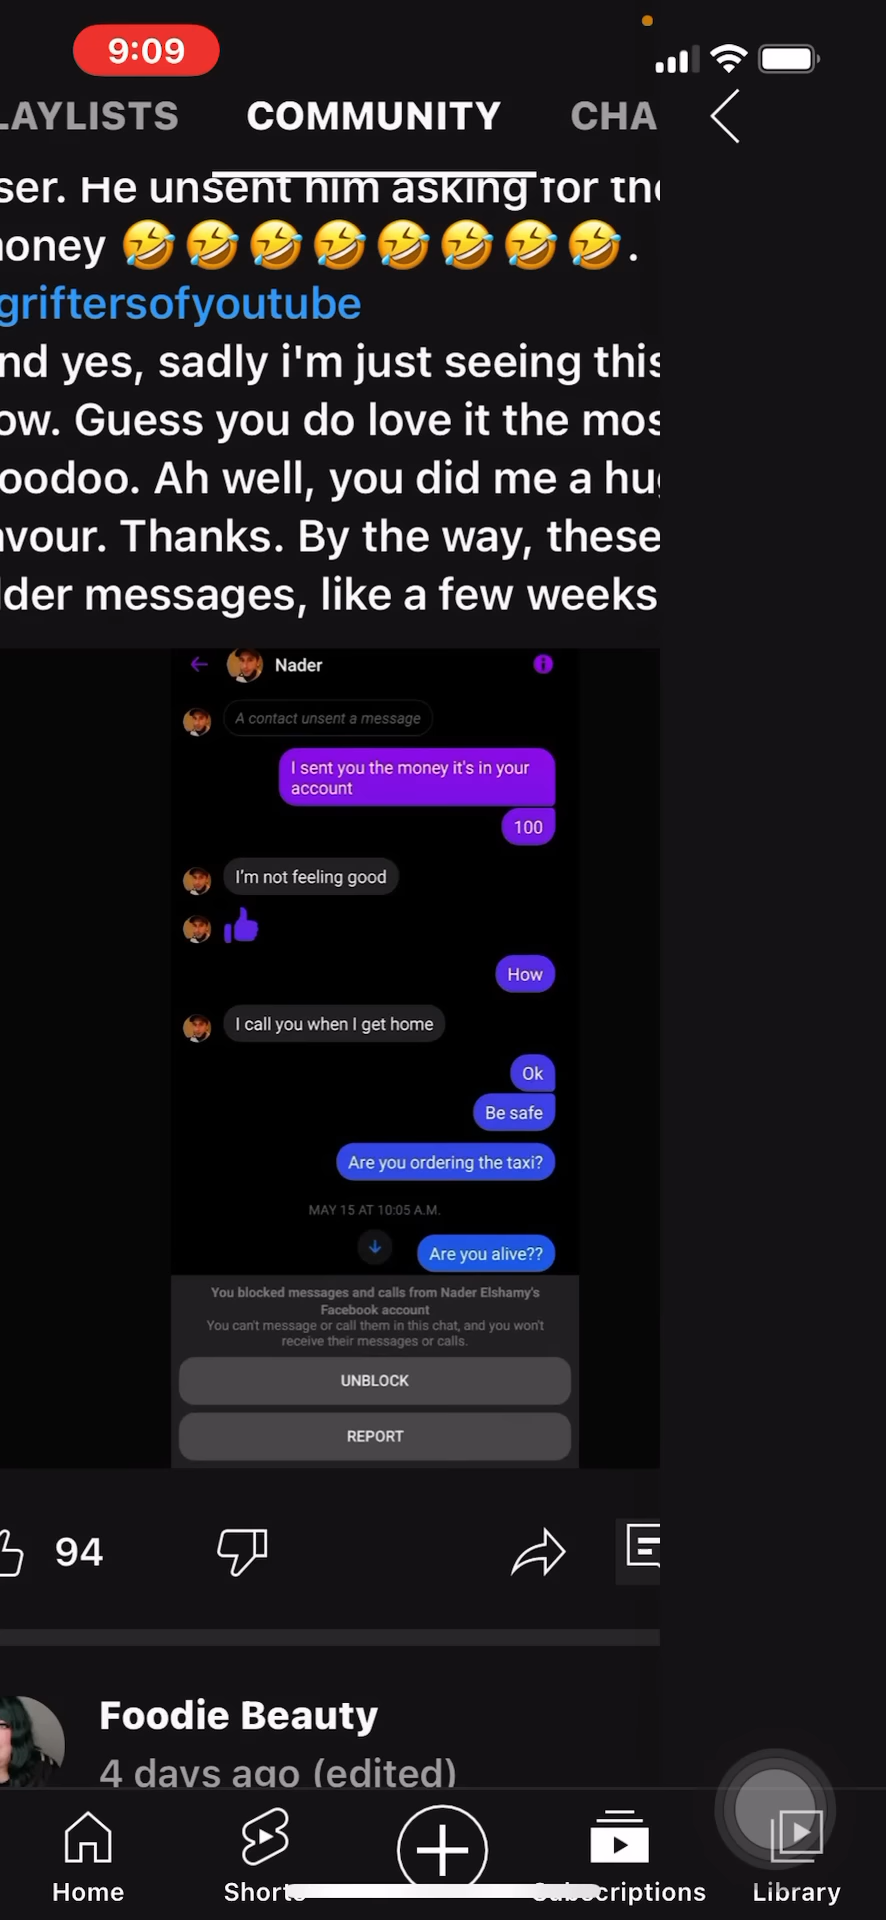 9:09
LAYLISTS COMMUNITY CHA
ser. He unsent him asking for the
oney 🤣🤣🤣🤣🤣🤣🤣🤣.
griftersofyoutube
nd yes, sadly i'm just seeing this
ow. Guess you do love it the mos
oodoo. Ah well, you did me a hug
avour. Thanks. By the way, these
lder messages, like a few weeks
Nader
A contact unsent a message
I sent you the money it's in your
account
100
I'm not feeling good
How
I call you when I get home
Ok
Be safe
Are you ordering the taxi?
MAY 15 AT 10:05 A.M.
Are you alive??
You blocked messages and calls from Nader Elshamy's
Facebook account
You can't message or call them in this chat, and you won't
receive their messages or calls.
UNBLOCK
REPORT
94
Foodie Beauty
4 days ago (edited)
Home Shorts Subscriptions Library